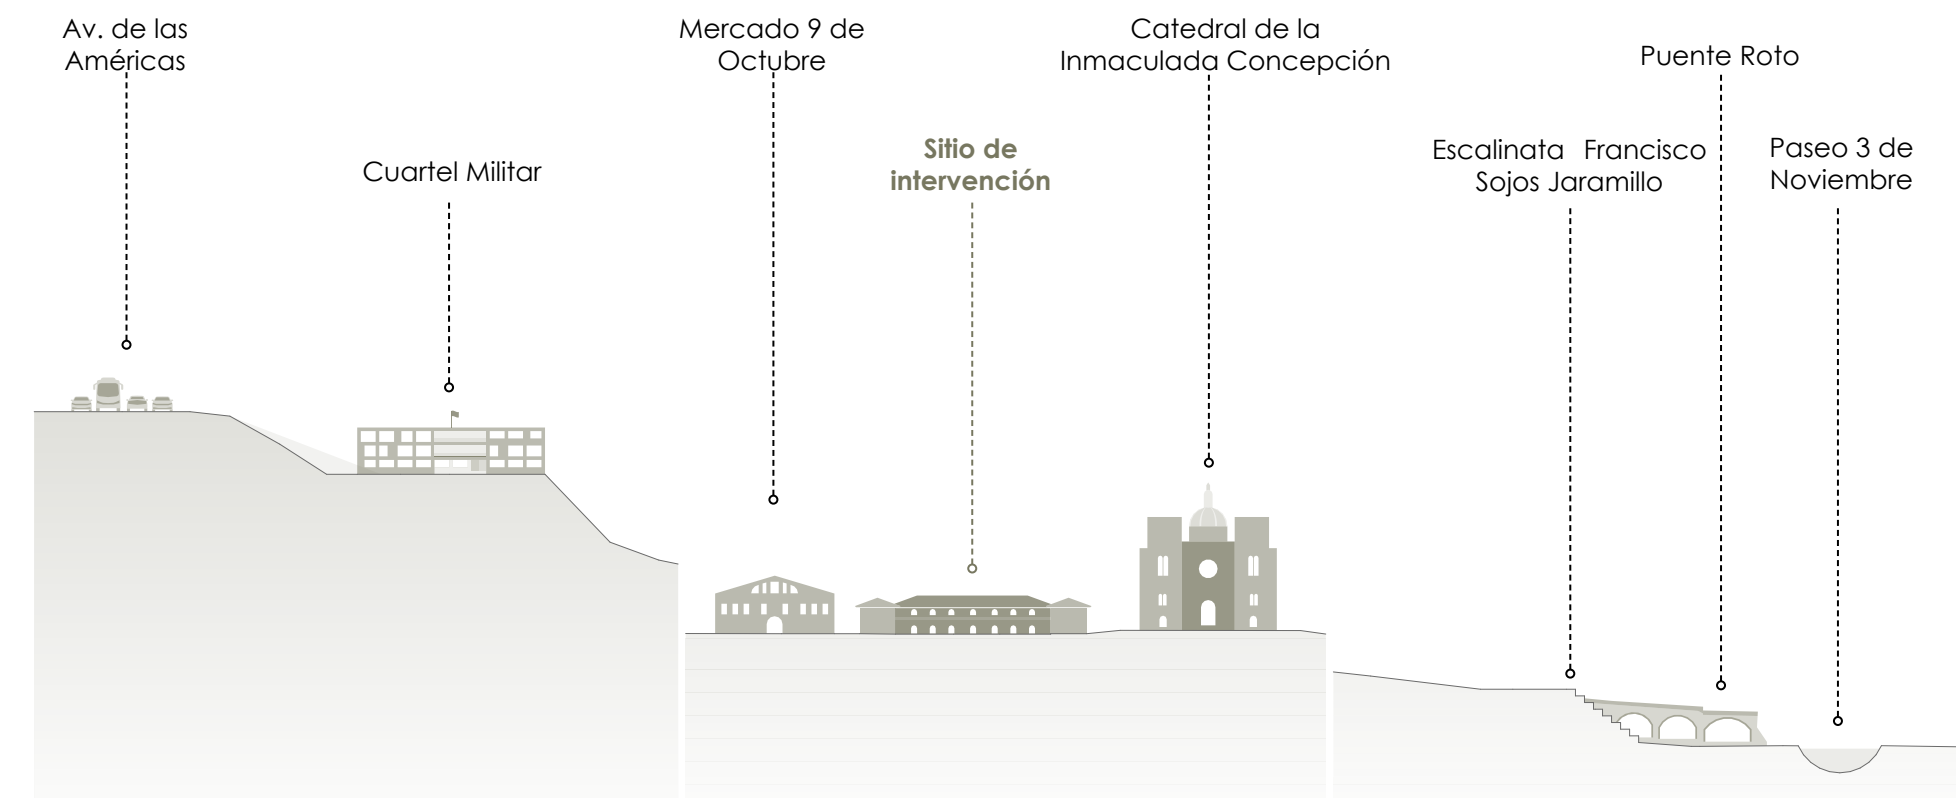 Av. de las
Américas
Cuartel Militar
Mercado 9 de
Octubre
Sitio de
intervención
Catedral de la
Inmaculada Concepción
Escalinata Francisco
Sojos Jaramillo
Puente Roto
Paseo 3 de
Noviembre